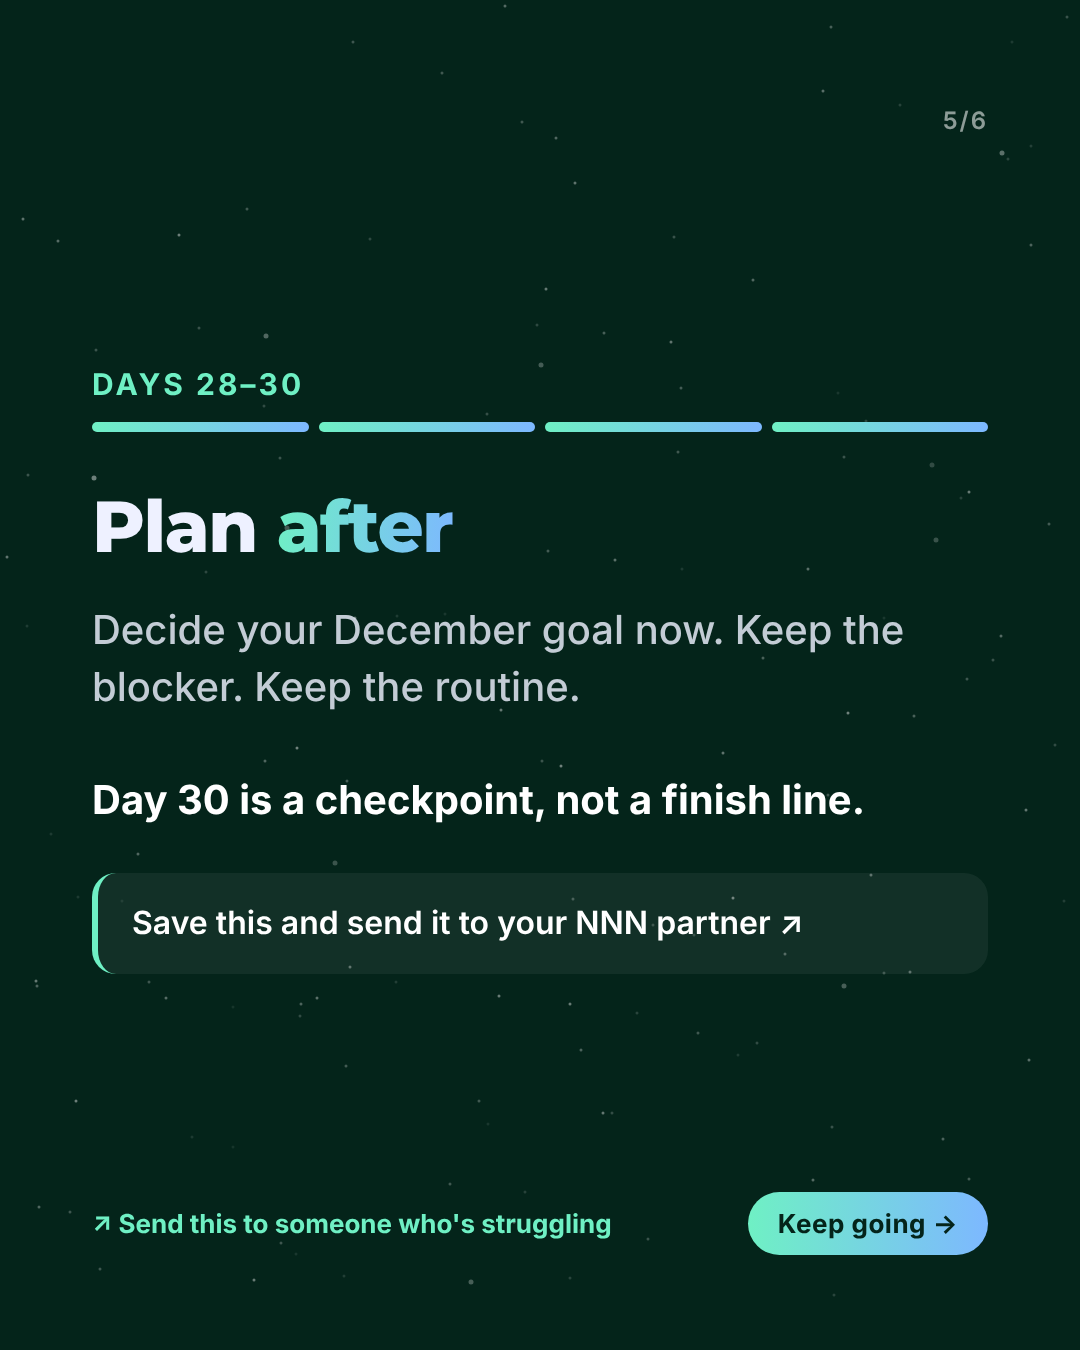 5/6
DAYS 28–30
Plan after
Decide your December goal now. Keep the
blocker. Keep the routine.
Day 30 is a checkpoint, not a finish line.
Save this and send it to your NNN partner ↗
↗ Send this to someone who's struggling
Keep going →